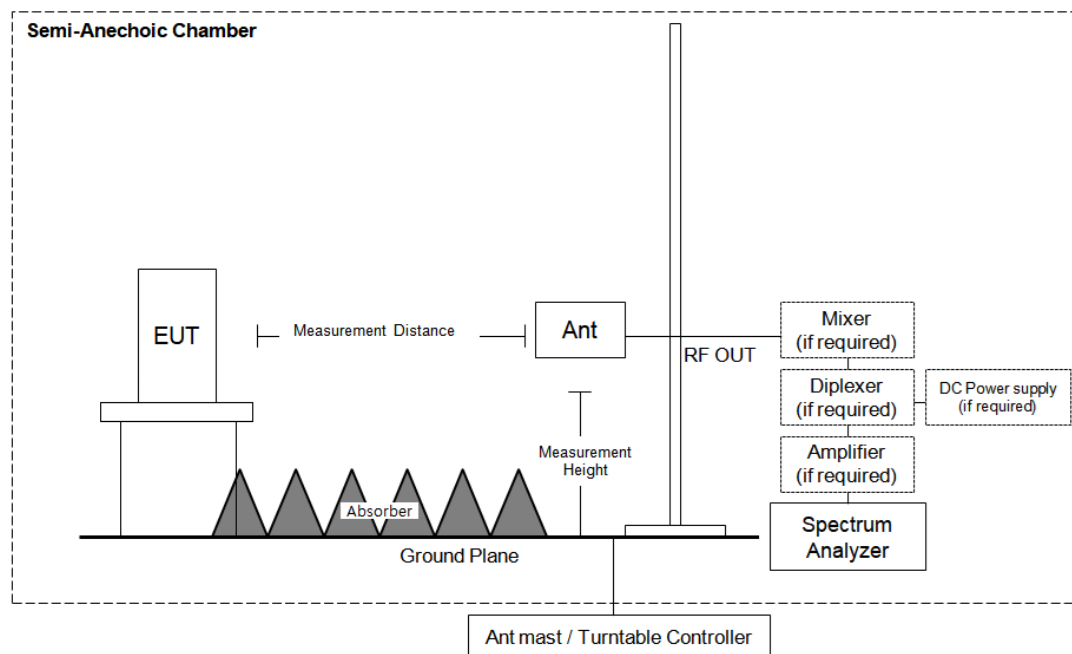 Semi-Anechoic Chamber
EUT
Measurement Distance
Ant
RF OUT
Mixer
(if required)
Diplexer
(if required)
DC Power supply
(if required)
Measurement
Height
Amplifier
(if required)
Absorber
Spectrum
Analyzer
Ground Plane
Ant mast / Turntable Controller